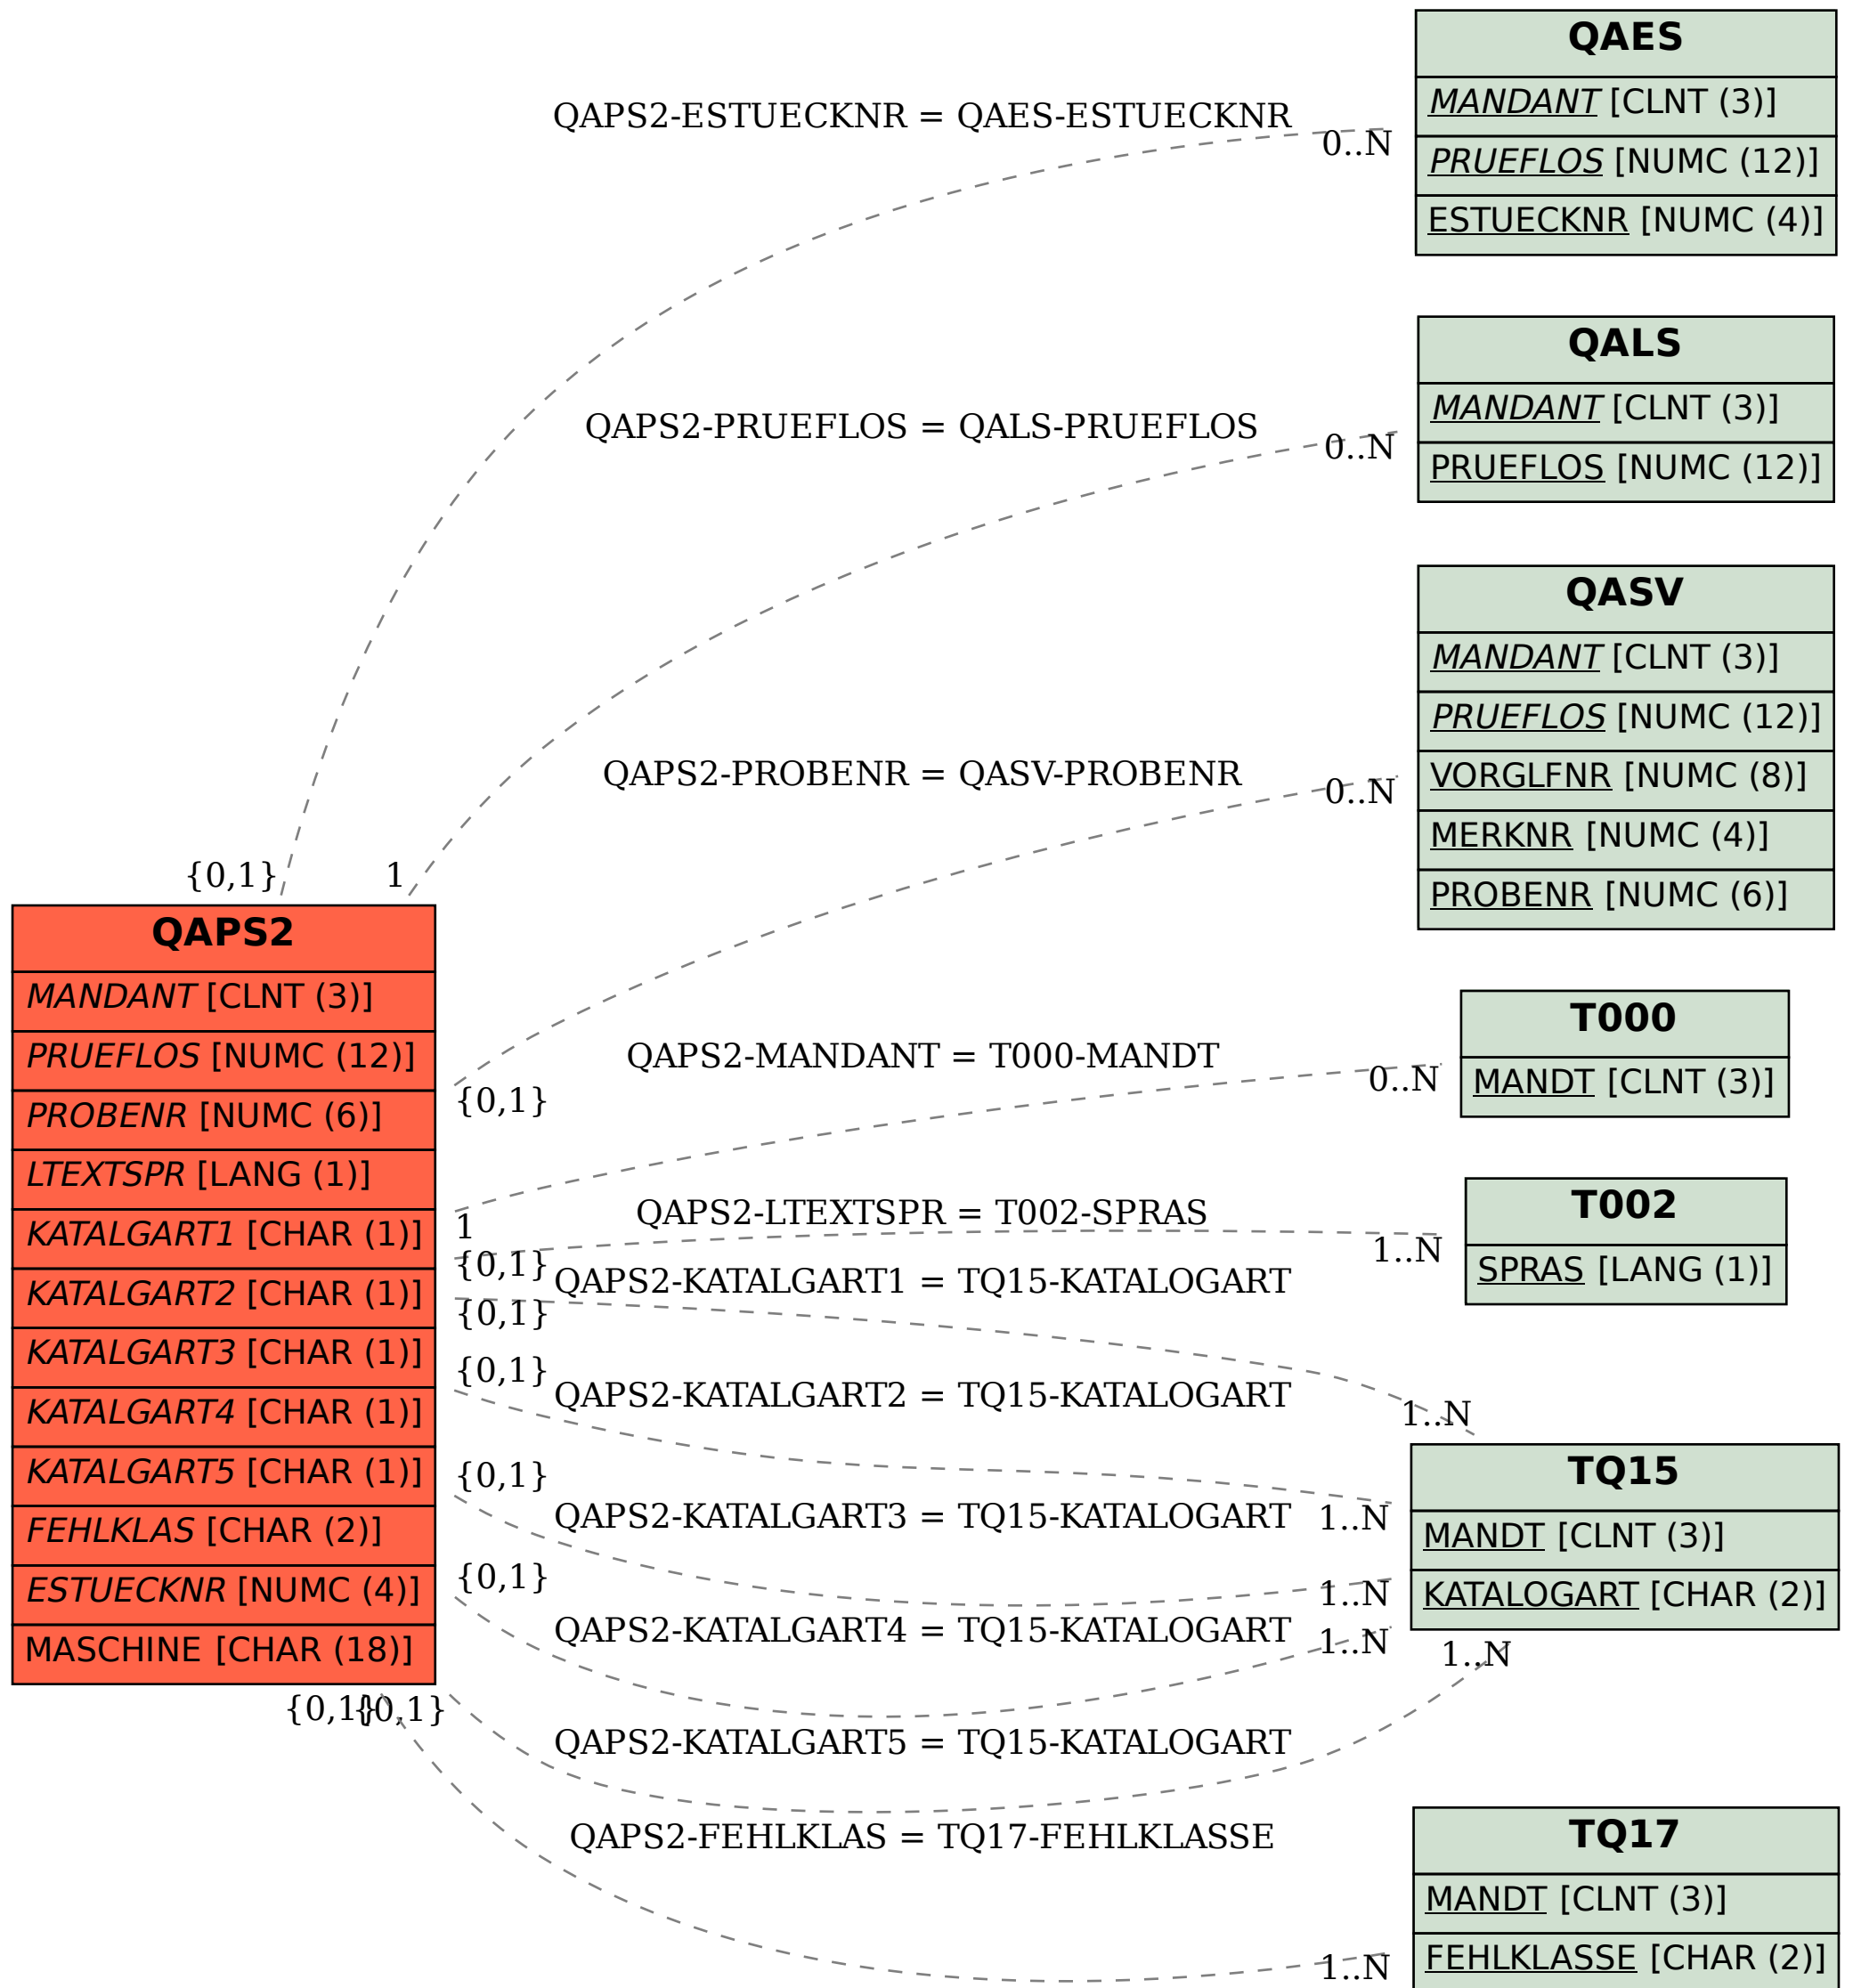 QAES
MANDANT [CLNT (3)]
PRUEFLOS [NUMC (12)]
ESTUECKNR [NUMC (4)]
QAPS2-ESTUECKNR = QAES-ESTUECKNR
0..N
{0,1}
QALS
MANDANT [CLNT (3)]
PRUEFLOS [NUMC (12)]
QAPS2-PRUEFLOS = QALS-PRUEFLOS
0..N
1
QASV
MANDANT [CLNT (3)]
PRUEFLOS [NUMC (12)]
VORGLFNR [NUMC (8)]
MERKNR [NUMC (4)]
PROBENR [NUMC (6)]
QAPS2-PROBENR = QASV-PROBENR
0..N
{0,1}
QAPS2
MANDANT [CLNT (3)]
PRUEFLOS [NUMC (12)]
PROBENR [NUMC (6)]
LTEXTSPR [LANG (1)]
KATALGART1 [CHAR (1)]
KATALGART2 [CHAR (1)]
KATALGART3 [CHAR (1)]
KATALGART4 [CHAR (1)]
KATALGART5 [CHAR (1)]
FEHLKLAS [CHAR (2)]
ESTUECKNR [NUMC (4)]
MASCHINE [CHAR (18)]
T000
MANDT [CLNT (3)]
QAPS2-MANDANT = T000-MANDT
0..N
1
T002
SPRAS [LANG (1)]
QAPS2-LTEXTSPR = T002-SPRAS
1..N
{0,1}
QAPS2-KATALGART1 = TQ15-KATALOGART
{0,1}
1..N
{0,1}
QAPS2-KATALGART2 = TQ15-KATALOGART
1..N
{0,1}
QAPS2-KATALGART3 = TQ15-KATALOGART
1..N
{0,1}
QAPS2-KATALGART4 = TQ15-KATALOGART
1..N
TQ15
MANDT [CLNT (3)]
KATALOGART [CHAR (2)]
1..N
{0,1}
{0,1}
QAPS2-KATALGART5 = TQ15-KATALOGART
QAPS2-FEHLKLAS = TQ17-FEHLKLASSE
1..N
TQ17
MANDT [CLNT (3)]
FEHLKLASSE [CHAR (2)]